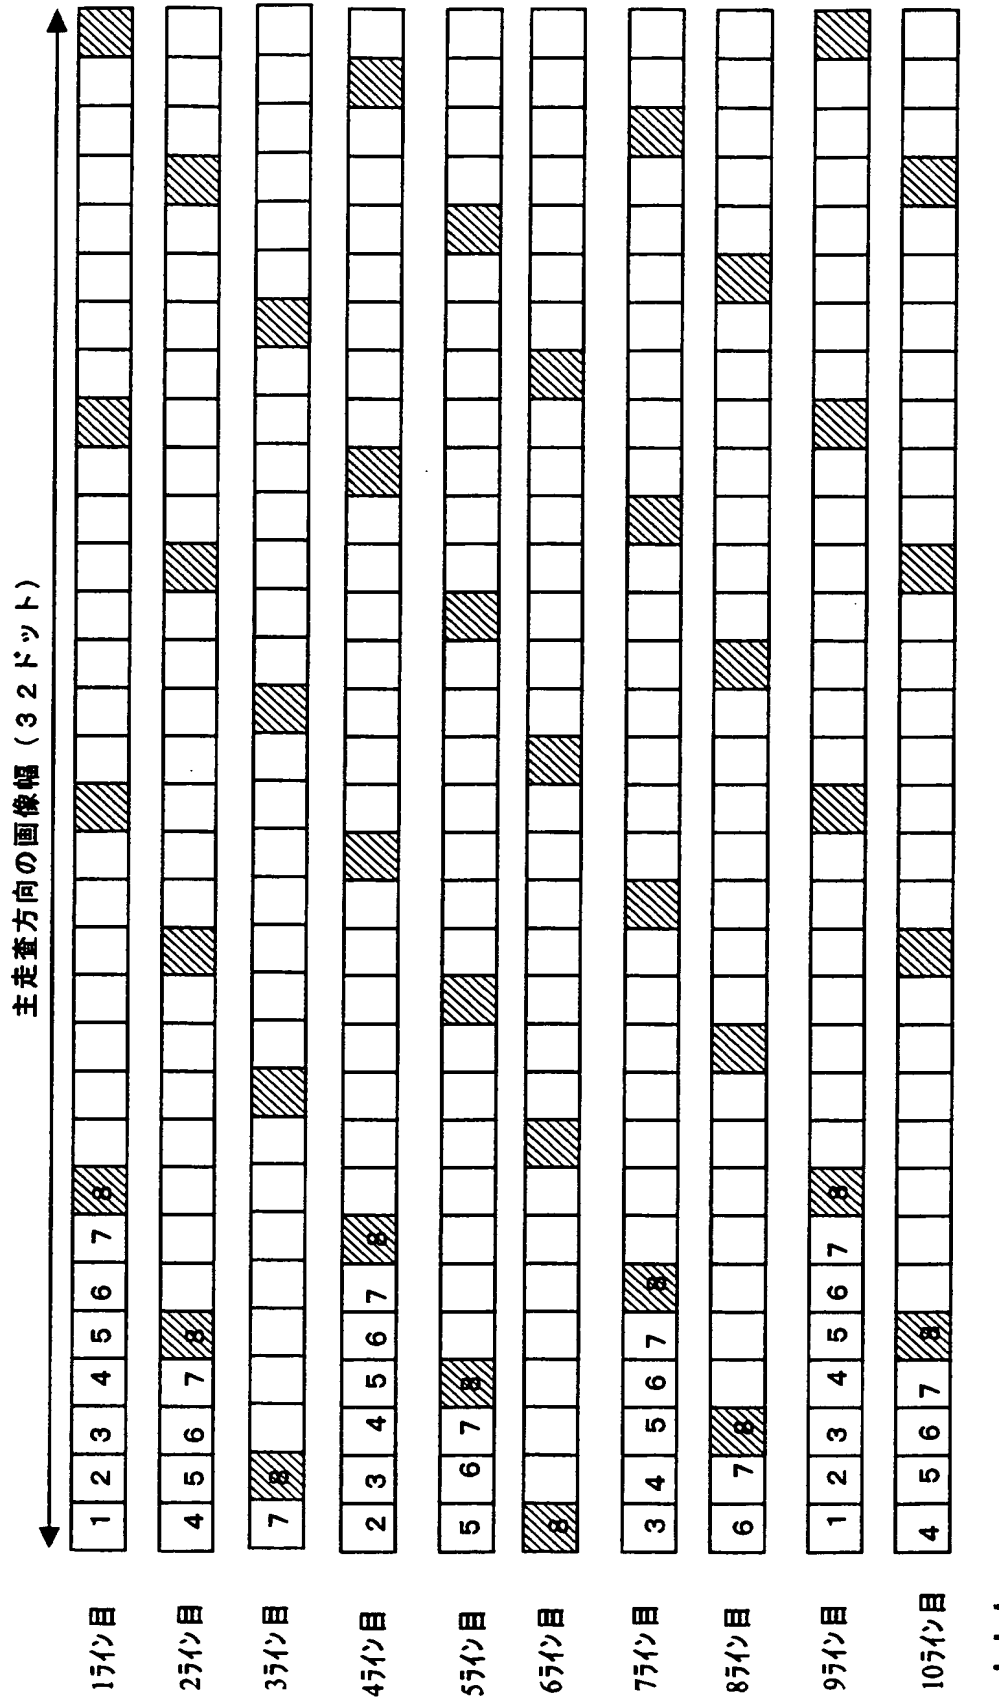 主走査方向の画像幅（32ドット）
1ライン目 1 2 3 4 5 6 7 8
2ライン目 4 5 6 7 8
3ライン目 7 8
4ライン目 2 3 4 5 6 7 8
5ライン目 5 6 7 8
6ライン目 8
7ライン目 3 4 5 6 7 8
8ライン目 6 7 8
9ライン目 1 2 3 4 5 6 7 8
10ライン目 4 5 6 7 8